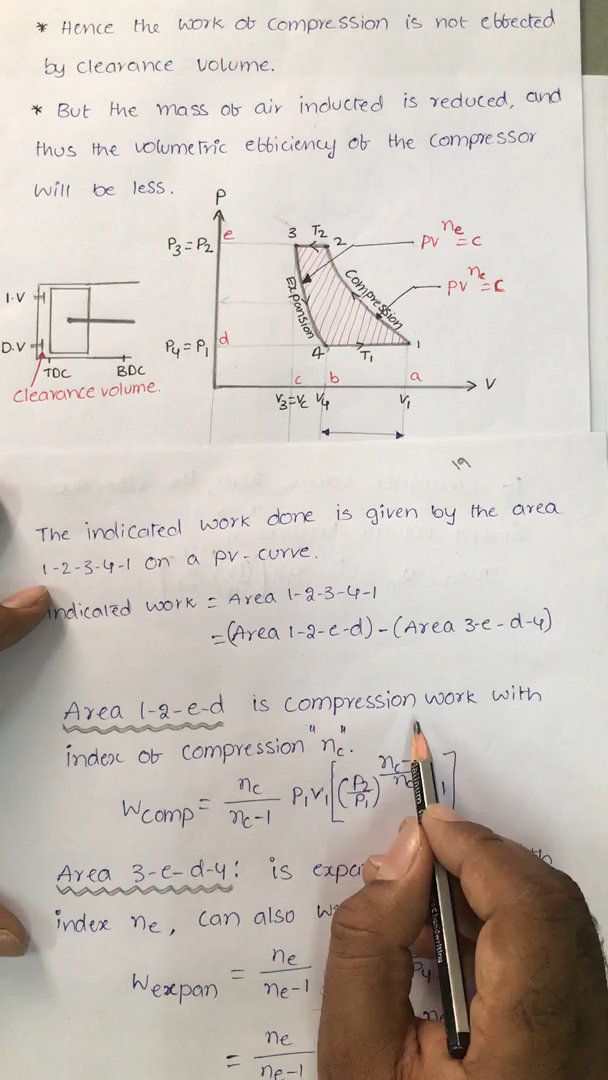 * Hence the work of compression is not effected
by clearance volume.
* But the mass of air inducted is reduced, and
thus the volumetric efficiency of the compressor
will be less.
P
P3=P2
e
3
T2
2
PV^ne=C
PV^nc=C
Expansion
Compression
I.V
D.V
TDC
BDC
Clearance volume.
P4=P1
d
4
T1
1
c
b
a
V
V3=Vc
V4
V1
19
The indicated work done is given by the area
1-2-3-4-1 on a PV-curve.
Indicated work = Area 1-2-3-4-1
=(Area 1-2-e-d)-(Area 3-e-d-4)
Area 1-2-e-d is compression work with
index of compression "nc".
Wcomp = nc/nc-1 P1V1[(P2/P1)
Area 3-e-d-4: is
index ne, can also
Wexpan = ne/ne-1
P4
= ne/ne-1